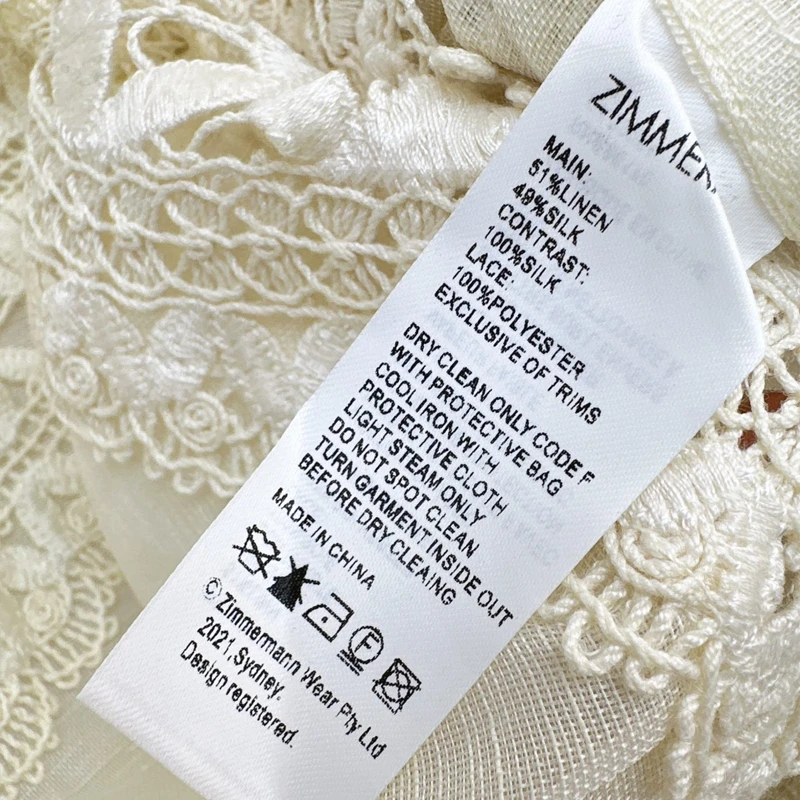 MAIN:
51%LINEN
49%SILK
CONTRAST:
100%SILK
LACE:
100%POLYESTER
EXCLUSIVE OF TRIMS
DRY CLEAN ONLY CODE F
WITH PROTECTIVE BAG
COOL IRON WITH
PROTECTIVE CLOTH
LIGHT STEAM ONLY
DO NOT SPOT CLEAN
TURN GARMENT INSIDE OUT
BEFORE DRY CLEAING
MADE IN CHINA
F
© Zimmermann Wear Pty Ltd
2021,Sydney.
Design registered.